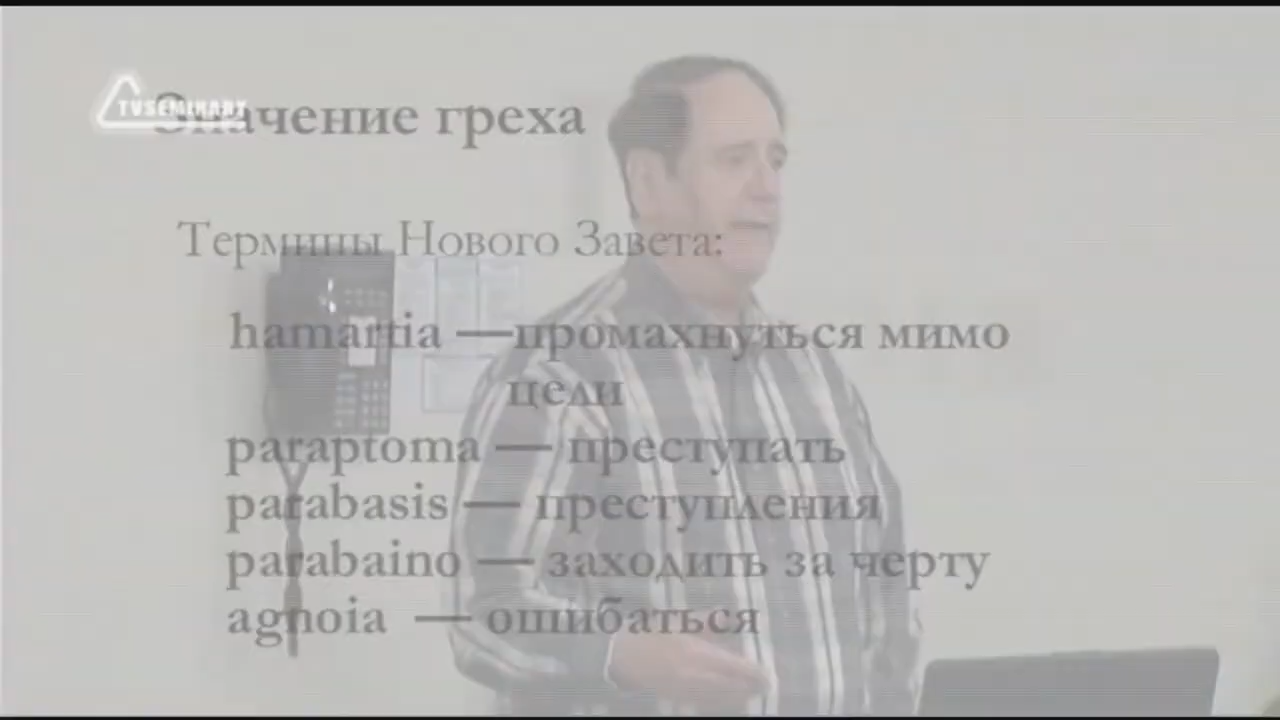 TVSEMINARY
Значение греха
Термины Нового Завета:
hamartia —промахнуться мимо
цели
paraptoma — преступать
parabasis — преступления
parabaino — заходить за черту
agnoia — ошибаться